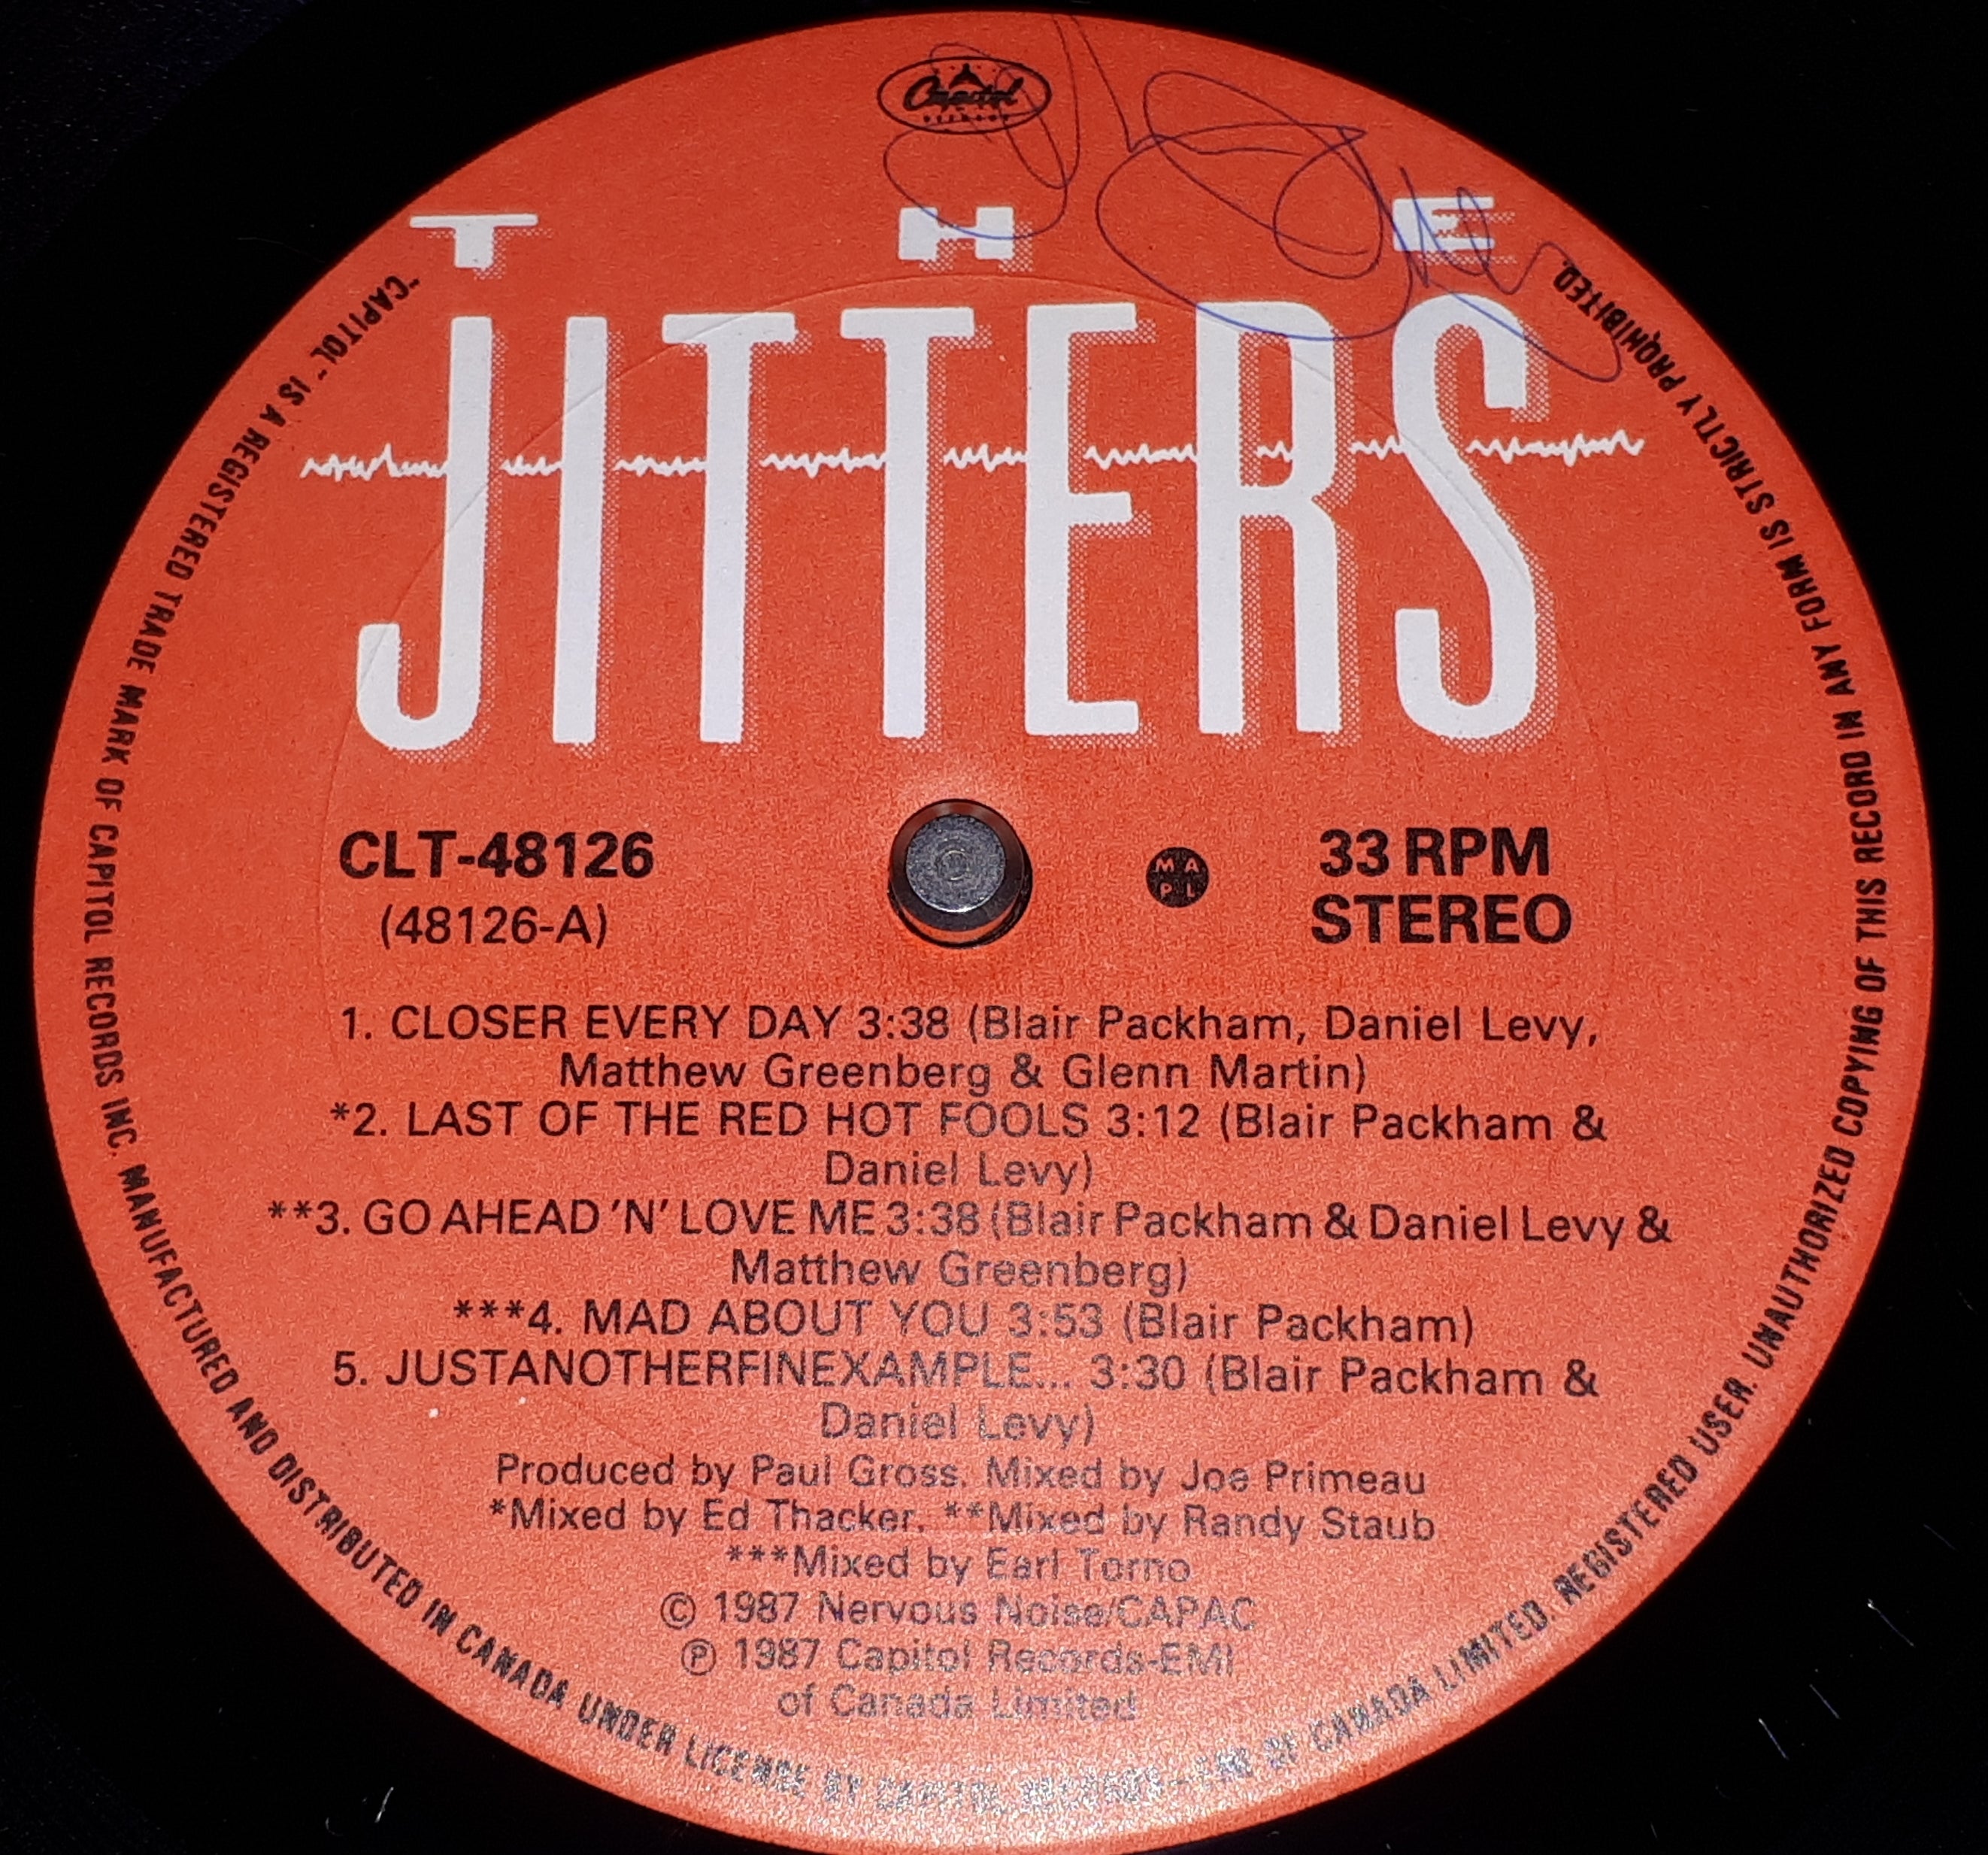 Capitol
RECORDS
THE
JITTERS
CLT-48126
(48126-A)
M A
P L
33 RPM
STEREO
1. CLOSER EVERY DAY 3:38 (Blair Packham, Daniel Levy,
Matthew Greenberg & Glenn Martin)
*2. LAST OF THE RED HOT FOOLS 3:12 (Blair Packham &
Daniel Levy)
**3. GO AHEAD 'N' LOVE ME 3:38 (Blair Packham & Daniel Levy &
Matthew Greenberg)
***4. MAD ABOUT YOU 3:53 (Blair Packham)
5. JUSTANOTHERFINEXAMPLE... 3:30 (Blair Packham &
Daniel Levy)
Produced by Paul Gross. Mixed by Joe Primeau
*Mixed by Ed Thacker. **Mixed by Randy Staub
***Mixed by Earl Torno
© 1987 Nervous Noise/CAPAC
℗ 1987 Capitol Records-EMI
of Canada Limited
"CAPITOL" IS A REGISTERED TRADE MARK OF CAPITOL RECORDS INC. MANUFACTURED AND DISTRIBUTED IN CANADA UNDER LICENSE BY CAPITOL RECORDS-EMI OF CANADA LIMITED. REGISTERED USER. UNAUTHORIZED COPYING OF THIS RECORD IN ANY FORM IS STRICTLY PROHIBITED.